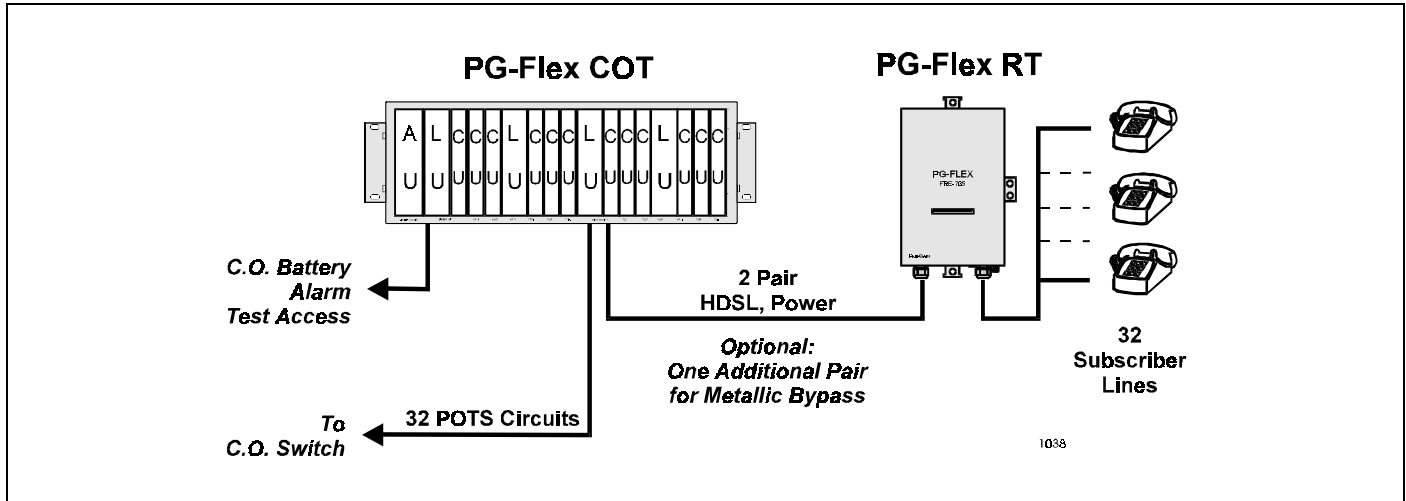 PG-Flex COT
PG-Flex RT
A L C C C L C C C L C C C L C C C
U U U U U U U U U U U U U U U U U
PG-FLEX
C.O. Battery
Alarm
Test Access
2 Pair
HDSL, Power
Optional:
One Additional Pair
for Metallic Bypass
32
Subscriber
Lines
To
C.O. Switch
32 POTS Circuits
1038